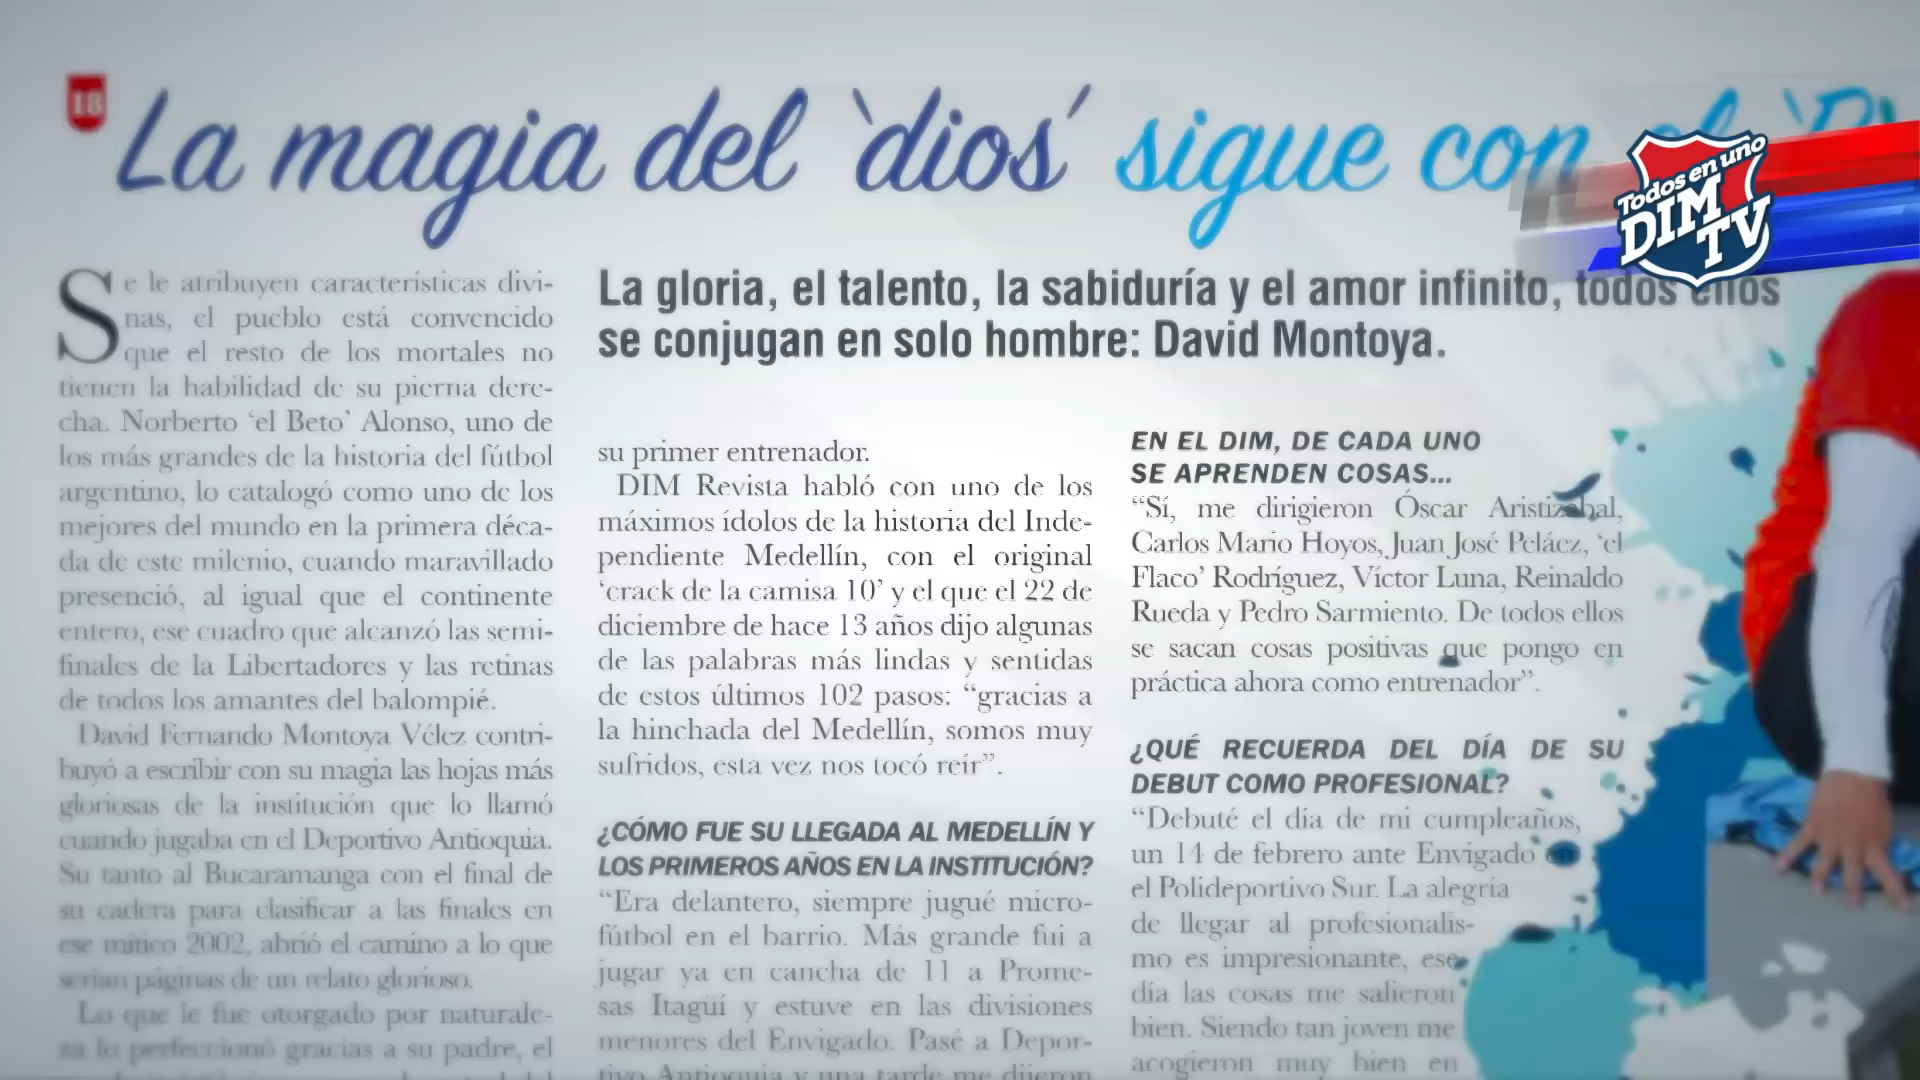 18
La magia del `dios´ sigue con
Todos en uno
DIM
TV
Se le atribuyen características divi-
nas, el pueblo está convencido
que el resto de los mortales no
tienen la habilidad de su pierna dere-
cha. Norberto ‘el Beto’ Alonso, uno de
los más grandes de la historia del fútbol
argentino, lo catalogó como uno de los
mejores del mundo en la primera déca-
da de este milenio, cuando maravillado
presenció, al igual que el continente
entero, ese cuadro que alcanzó las semi-
finales de la Libertadores y las retinas
de todos los amantes del balompié.
David Fernando Montoya Vélez contri-
buyó a escribir con su magia las hojas más
gloriosas de la institución que lo llamó
cuando jugaba en el Deportivo Antioquia.
Su tanto al Bucaramanga con el final de
su cadera para clasificar a las finales en
ese mítico 2002, abrió el camino a lo que
serían páginas de un relato glorioso.
Lo que le fue otorgado por naturale-
za lo perfeccionó gracias a su padre, el
La gloria, el talento, la sabiduría y el amor infinito, todos ellos
se conjugan en solo hombre: David Montoya.
su primer entrenador.
DIM Revista habló con uno de los
máximos ídolos de la historia del Inde-
pendiente Medellín, con el original
‘crack de la camisa 10’ y el que el 22 de
diciembre de hace 13 años dijo algunas
de las palabras más lindas y sentidas
de estos últimos 102 pasos: “gracias a
la hinchada del Medellín, somos muy
sufridos, esta vez nos tocó reír”.
¿CÓMO FUE SU LLEGADA AL MEDELLÍN Y
LOS PRIMEROS AÑOS EN LA INSTITUCIÓN?
“Era delantero, siempre jugué micro-
fútbol en el barrio. Más grande fui a
jugar ya en cancha de 11 a Prome-
sas Itagüí y estuve en las divisiones
menores del Envigado. Pasé a Depor-
tivo Antioquia y una tarde me dijeron
EN EL DIM, DE CADA UNO
SE APRENDEN COSAS...
“Sí, me dirigieron Óscar Aristizabal,
Carlos Mario Hoyos, Juan José Peláez, ‘el
Flaco’ Rodríguez, Víctor Luna, Reinaldo
Rueda y Pedro Sarmiento. De todos ellos
se sacan cosas positivas que pongo en
práctica ahora como entrenador”.
¿QUÉ RECUERDA DEL DÍA DE SU
DEBUT COMO PROFESIONAL?
“Debuté el día de mi cumpleaños,
un 14 de febrero ante Envigado en
el Polideportivo Sur. La alegría
de llegar al profesionalis-
mo es impresionante, ese
día las cosas me salieron
bien. Siendo tan joven me
acogieron muy bien en